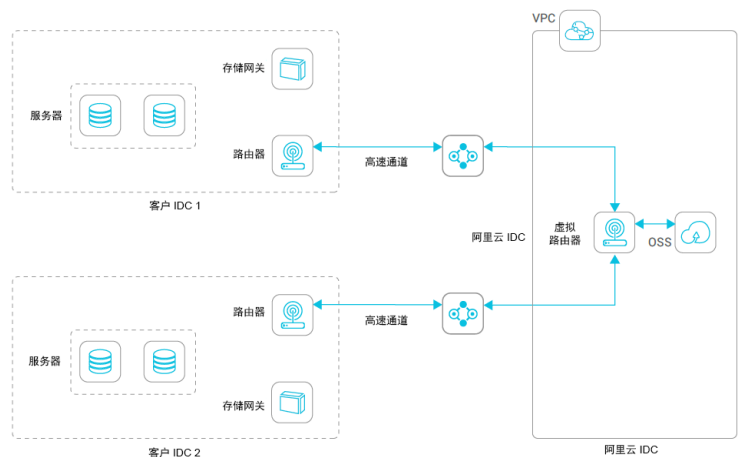 VPC
存储网关
服务器
路由器
高速通道
客户 IDC 1
阿里云 IDC
虚拟
路由器
OSS
路由器
高速通道
服务器
存储网关
客户 IDC 2
阿里云 IDC